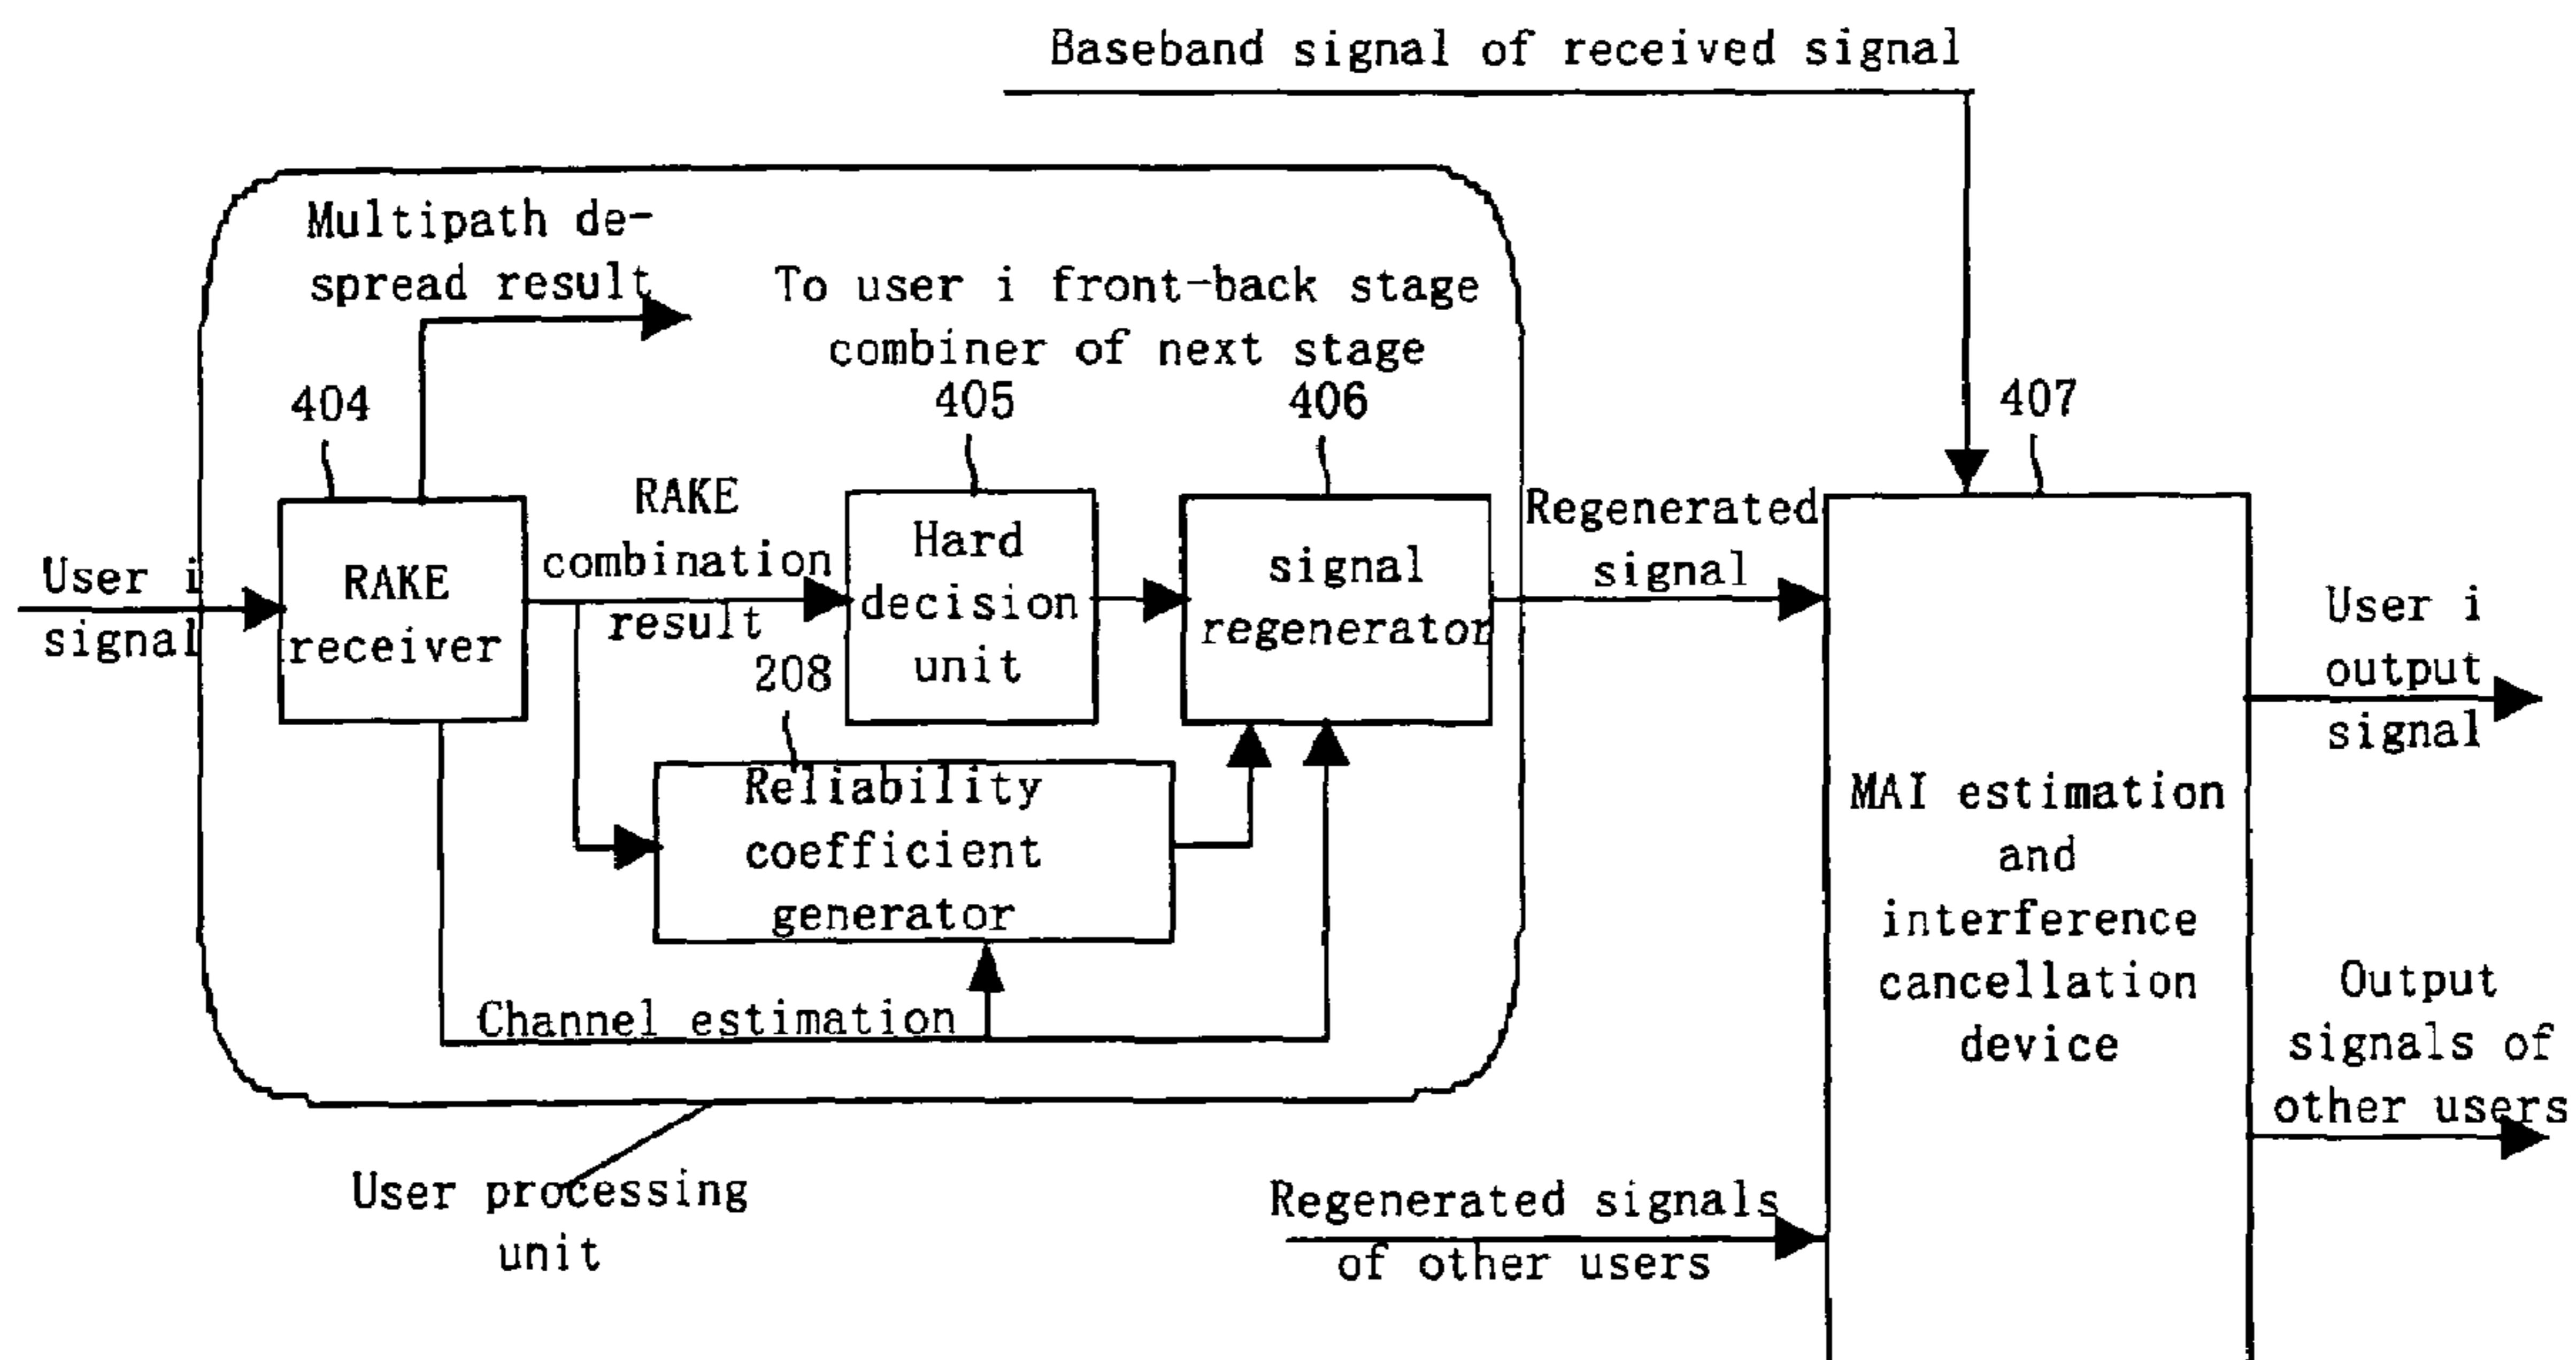 Baseband signal of received signal
Multipath de-
spread result
To user i front-back stage
combiner of next stage
404
405
406
407
RAKE
combination
result
User i
signal
RAKE
receiver
Hard
decision
unit
signal
regenerator
Regenerated
signal
208
Reliability
coefficient
generator
Channel estimation
MAI estimation
and
interference
cancellation
device
User i
output
signal
Output
signals of
other users
User processing
unit
Regenerated signals
of other users